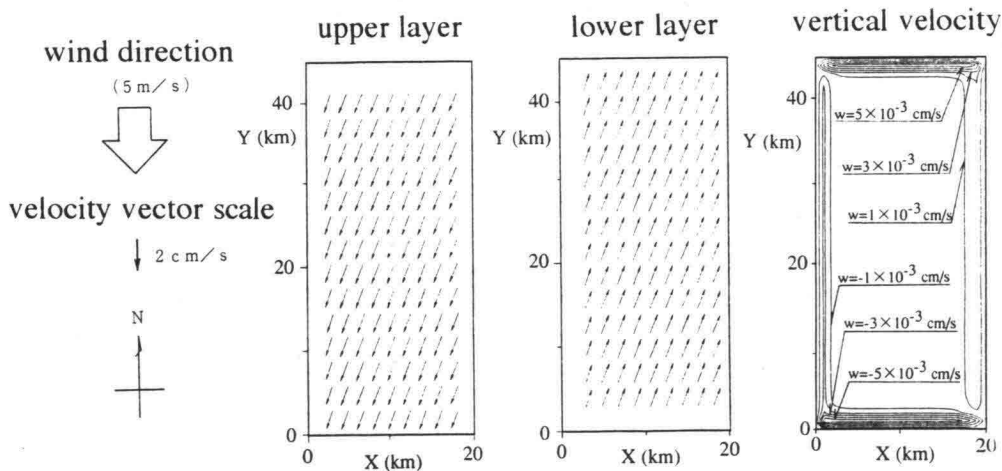 wind direction
(5m/s)
velocity vector scale
2cm/s
N
upper layer
40
Y (km)
20
0
0
20
X (km)
lower layer
40
Y (km)
20
0
0
20
X (km)
vertical velocity
40
Y (km)
20
0
w=5×10⁻³ cm/s
w=3×10⁻³ cm/s
w=1×10⁻³ cm/s
w=-1×10⁻³ cm/s
w=-3×10⁻³ cm/s
w=-5×10⁻³ cm/s
0
20
X (km)